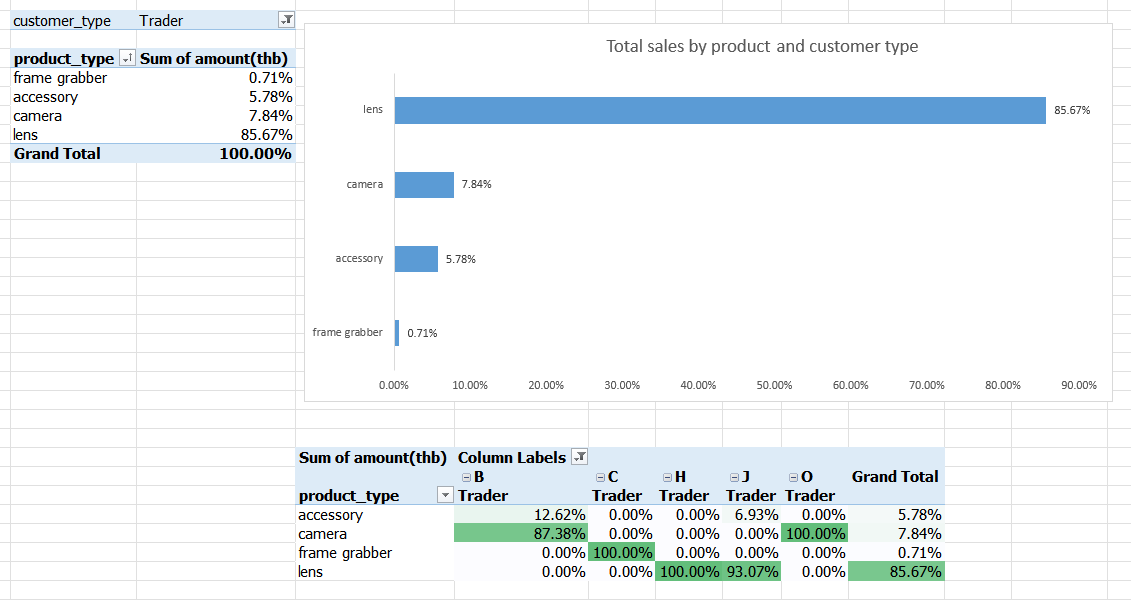 customer_type Trader
product_type Sum of amount(thb)
frame grabber 0.71%
accessory 5.78%
camera 7.84%
lens 85.67%
Grand Total 100.00%
Total sales by product and customer type
lens 85.67%
camera 7.84%
accessory 5.78%
frame grabber 0.71%
0.00% 10.00% 20.00% 30.00% 40.00% 50.00% 60.00% 70.00% 80.00% 90.00%
Sum of amount(thb) Column Labels
B C H J O Grand Total
product_type Trader Trader Trader Trader Trader
accessory 12.62% 0.00% 0.00% 6.93% 0.00% 5.78%
camera 87.38% 0.00% 0.00% 0.00% 100.00% 7.84%
frame grabber 0.00% 100.00% 0.00% 0.00% 0.00% 0.71%
lens 0.00% 0.00% 100.00% 93.07% 0.00% 85.67%